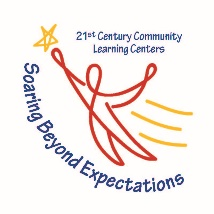 21st Century Community
Learning Centers
Soaring Beyond Expectations